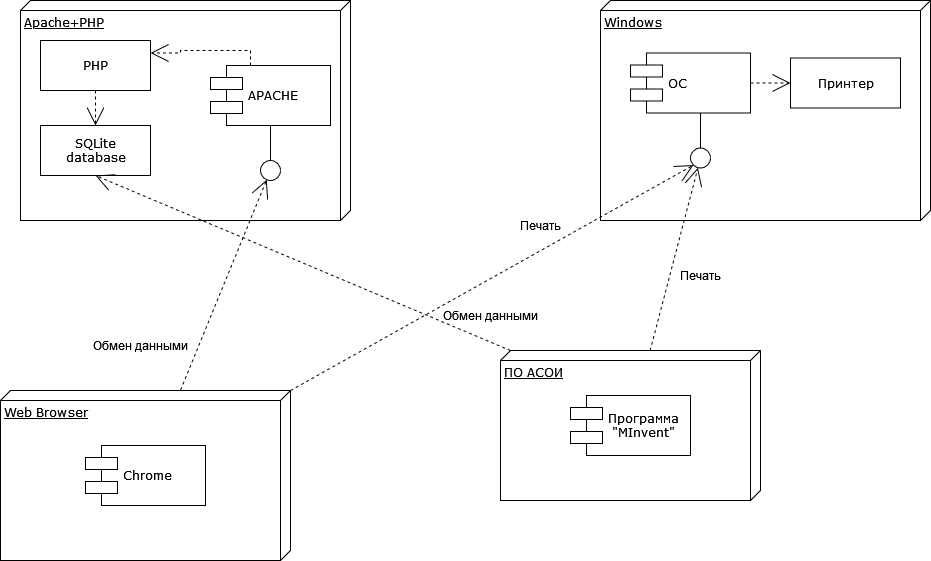 Apache+PHP
PHP
APACHE
SQLite
database
Windows
ОС
Принтер
Печать
Печать
Обмен данными
Обмен данными
Web Browser
Chrome
ПО АСОИ
Программа
"MInvent"